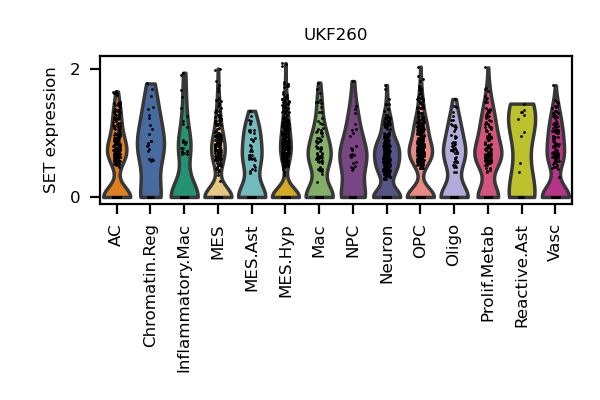 UKF260
SET expression
2
0
AC
Chromatin.Reg
Inflammatory.Mac
MES
MES.Ast
MES.Hyp
Mac
NPC
Neuron
OPC
Oligo
Prolif.Metab
Reactive.Ast
Vasc